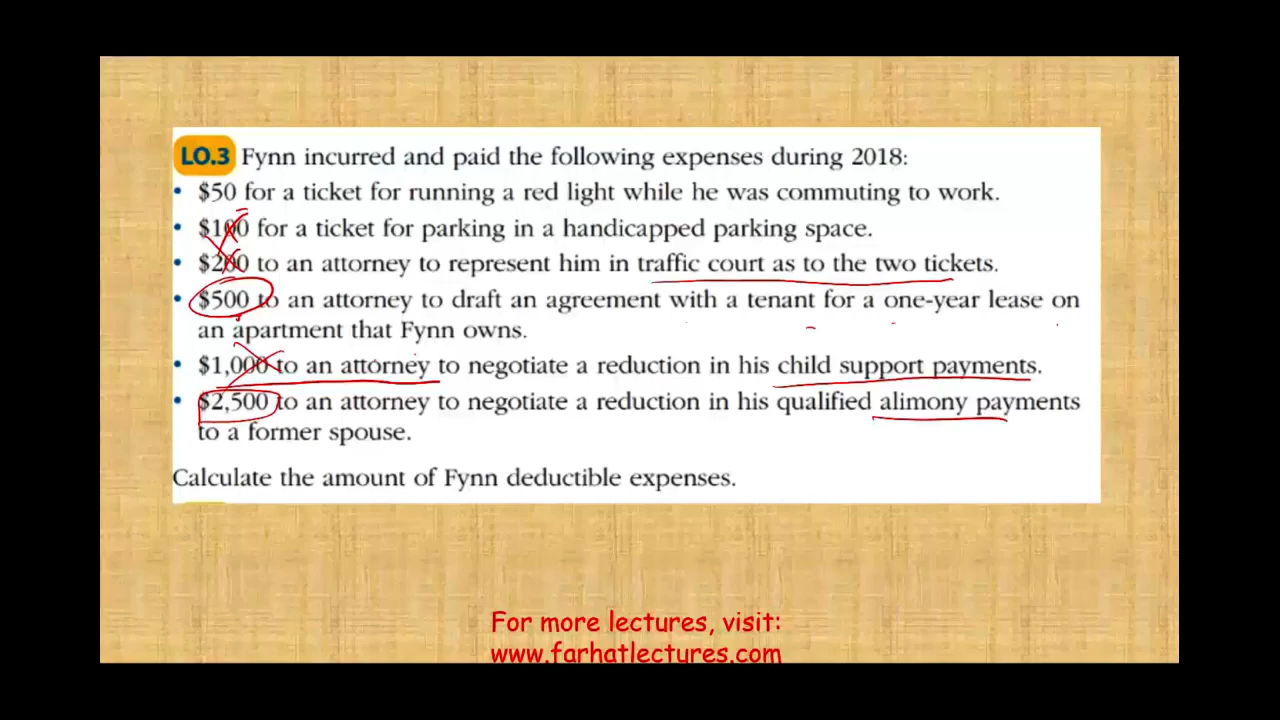 LO.3 Fynn incurred and paid the following expenses during 2018:
• $50 for a ticket for running a red light while he was commuting to work.
• $100 for a ticket for parking in a handicapped parking space.
• $200 to an attorney to represent him in traffic court as to the two tickets.
• $500 to an attorney to draft an agreement with a tenant for a one-year lease on
an apartment that Fynn owns.
• $1,000 to an attorney to negotiate a reduction in his child support payments.
• $2,500 to an attorney to negotiate a reduction in his qualified alimony payments
to a former spouse.
Calculate the amount of Fynn deductible expenses.
For more lectures, visit:
www.farhatlectures.com